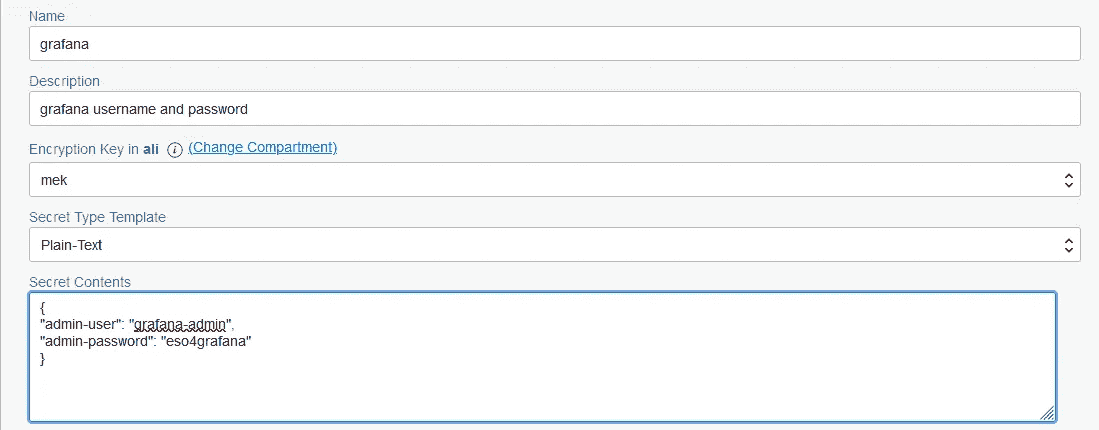 Name
grafana
Description
grafana username and password
Encryption Key in ali i (Change Compartment)
mek
Secret Type Template
Plain-Text
Secret Contents
{
"admin-user": "grafana-admin",
"admin-password": "eso4grafana"
}